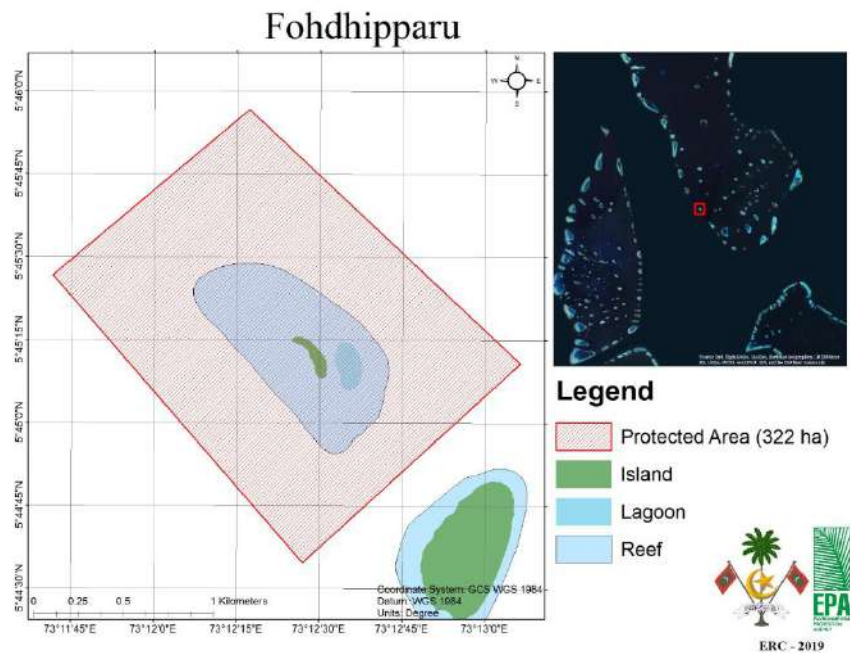 Fohdhipparu
N
W E
S
5°46'0"N
5°45'45"N
5°45'30"N
5°45'15"N
5°45'0"N
5°44'45"N
5°44'30"N
Legend
Protected Area (322 ha)
Island
Lagoon
Reef
Coordinate System: GCS WGS 1984
Datum: WGS 1984
Units: Degree
0 0.25 0.5 1 Kilometers
73°11'45"E 73°12'0"E 73°12'15"E 73°12'30"E 73°12'45"E 73°13'0"E
EPA
ERC - 2019